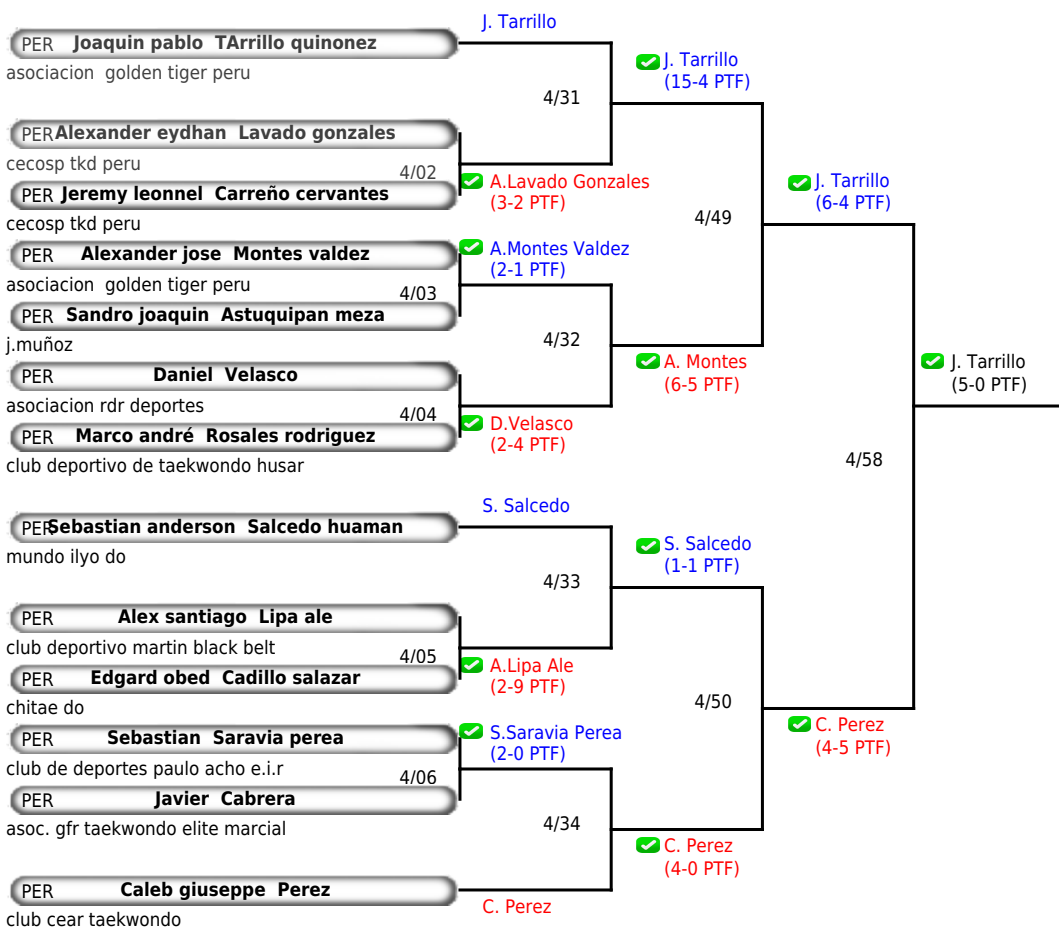 J. Tarrillo
PER Joaquin pablo TArrillo quinonez
asociacion golden tiger peru
J. Tarrillo
(15-4 PTF)
4/31
PER Alexander eydhan Lavado gonzales
cecosp tkd peru
4/02
A.Lavado Gonzales
(3-2 PTF)
PER Jeremy leonnel Carreño cervantes
cecosp tkd peru
J. Tarrillo
(6-4 PTF)
4/49
PER Alexander jose Montes valdez
asociacion golden tiger peru
A.Montes Valdez
(2-1 PTF)
4/03
PER Sandro joaquin Astuquipan meza
j.muñoz
4/32
A. Montes
(6-5 PTF)
J. Tarrillo
(5-0 PTF)
PER Daniel Velasco
asociacion rdr deportes
4/04
D.Velasco
(2-4 PTF)
PER Marco andré Rosales rodriguez
club deportivo de taekwondo husar
4/58
S. Salcedo
PER Sebastian anderson Salcedo huaman
mundo ilyo do
S. Salcedo
(1-1 PTF)
4/33
PER Alex santiago Lipa ale
club deportivo martin black belt
4/05
A.Lipa Ale
(2-9 PTF)
PER Edgard obed Cadillo salazar
chitae do
4/50
PER Sebastian Saravia perea
club de deportes paulo acho e.i.r
S.Saravia Perea
(2-0 PTF)
C. Perez
(4-5 PTF)
4/06
PER Javier Cabrera
asoc. gfr taekwondo elite marcial
4/34
C. Perez
(4-0 PTF)
PER Caleb giuseppe Perez
club cear taekwondo
C. Perez